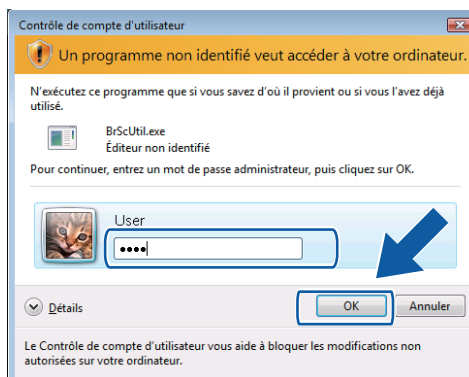 Contrôle de compte d'utilisateur
Un programme non identifié veut accéder à votre ordinateur.
N'exécutez ce programme que si vous savez d'où il provient ou si vous l'avez déjà
utilisé.
BrScUtil.exe
Éditeur non identifié
Pour continuer, entrez un mot de passe administrateur, puis cliquez sur OK.
User
••••
Détails
OK
Annuler
Le Contrôle de compte d'utilisateur vous aide à bloquer les modifications non
autorisées sur votre ordinateur.